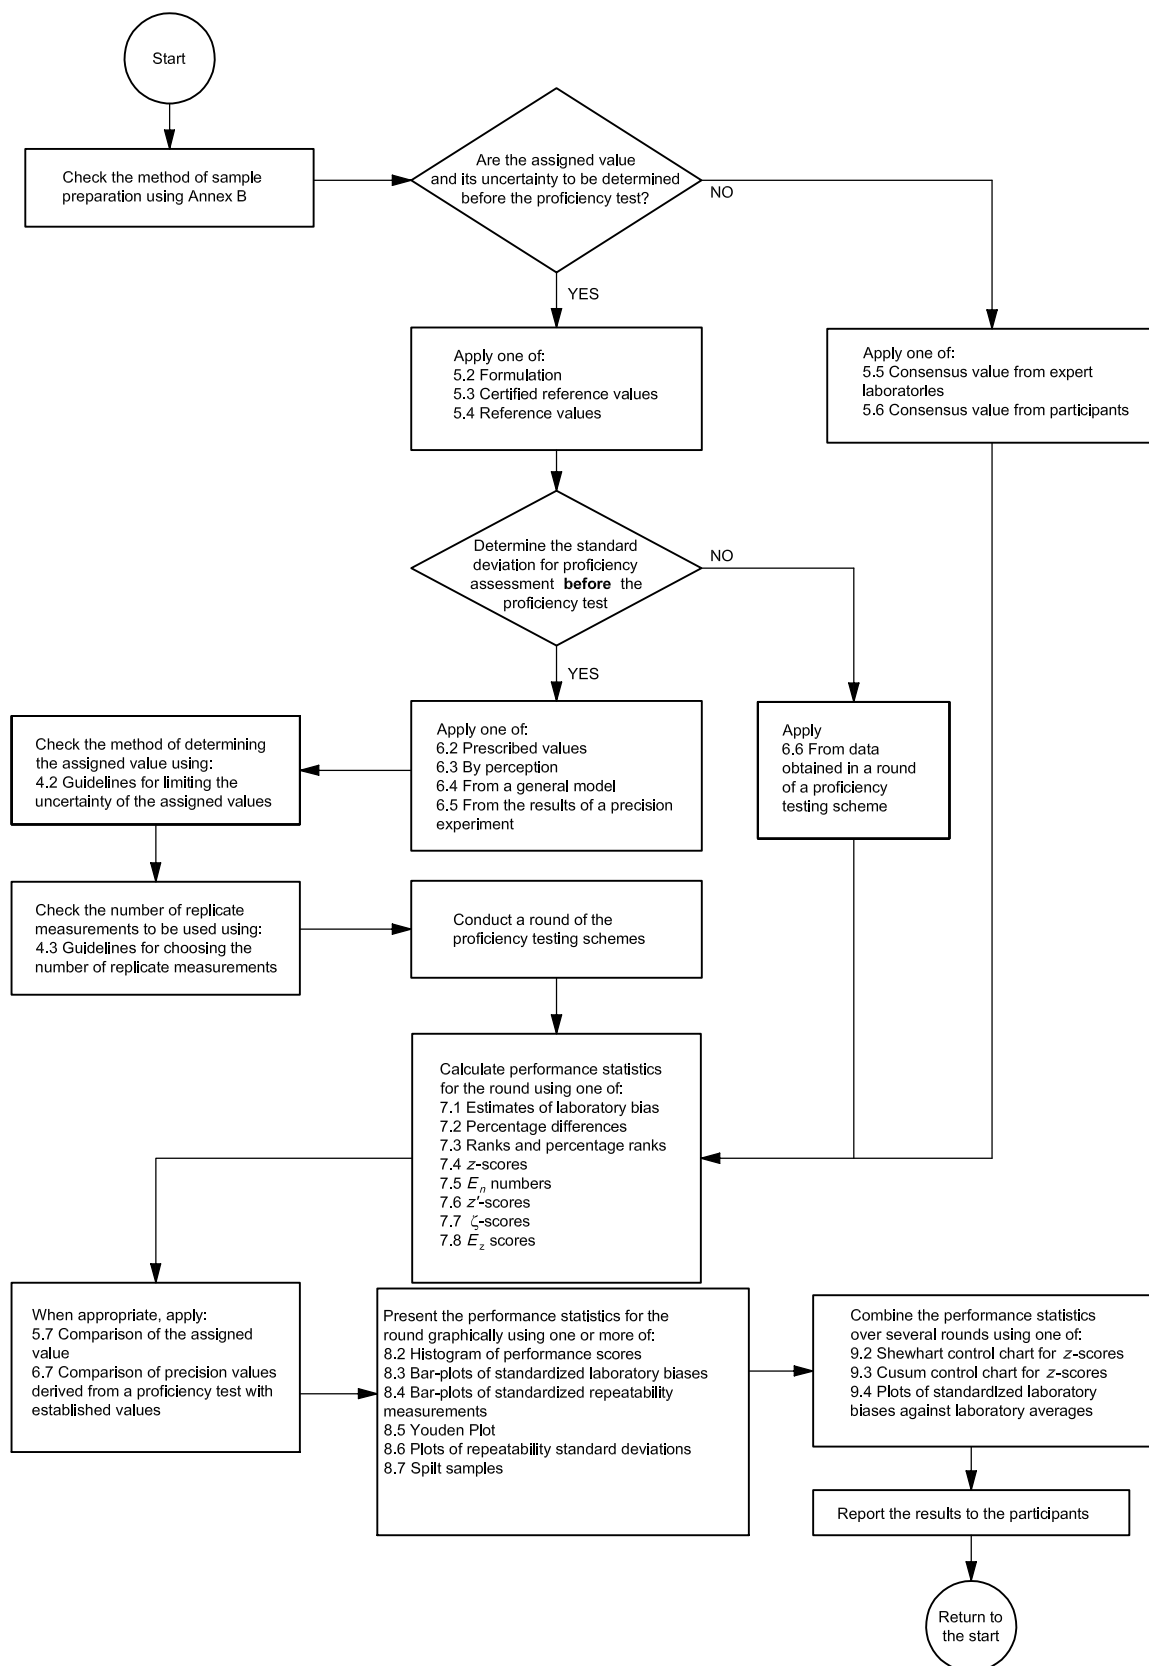 Start
Check the method of sample
preparation using Annex B
Are the assigned value
and its uncertainty to be determined
before the proficiency test?
NO
YES
Apply one of:
5.2 Formulation
5.3 Certified reference values
5.4 Reference values
Apply one of:
5.5 Consensus value from expert
laboratories
5.6 Consensus value from participants
Determine the standard
deviation for proficiency
assessment before the
proficiency test
NO
YES
Check the method of determining
the assigned value using:
4.2 Guidelines for limiting the
uncertainty of the assigned values
Apply one of:
6.2 Prescribed values
6.3 By perception
6.4 From a general model
6.5 From the results of a precision
experiment
Apply
6.6 From data
obtained in a round
of a proficiency
testing scheme
Check the number of replicate
measurements to be used using:
4.3 Guidelines for choosing the
number of replicate measurements
Conduct a round of the
proficiency testing schemes
Calculate performance statistics
for the round using one of:
7.1 Estimates of laboratory bias
7.2 Percentage differences
7.3 Ranks and percentage ranks
7.4 z-scores
7.5 En numbers
7.6 z'-scores
7.7 ζ-scores
7.8 Ez scores
When appropriate, apply:
5.7 Comparison of the assigned
value
6.7 Comparison of precision values
derived from a proficiency test with
established values
Present the performance statistics for the
round graphically using one or more of:
8.2 Histogram of performance scores
8.3 Bar-plots of standardized laboratory biases
8.4 Bar-plots of standardized repeatability
measurements
8.5 Youden Plot
8.6 Plots of repeatability standard deviations
8.7 Spilt samples
Combine the performance statistics
over several rounds using one of:
9.2 Shewhart control chart for z-scores
9.3 Cusum control chart for z-scores
9.4 Plots of standardized laboratory
biases against laboratory averages
Report the results to the participants
Return to
the start